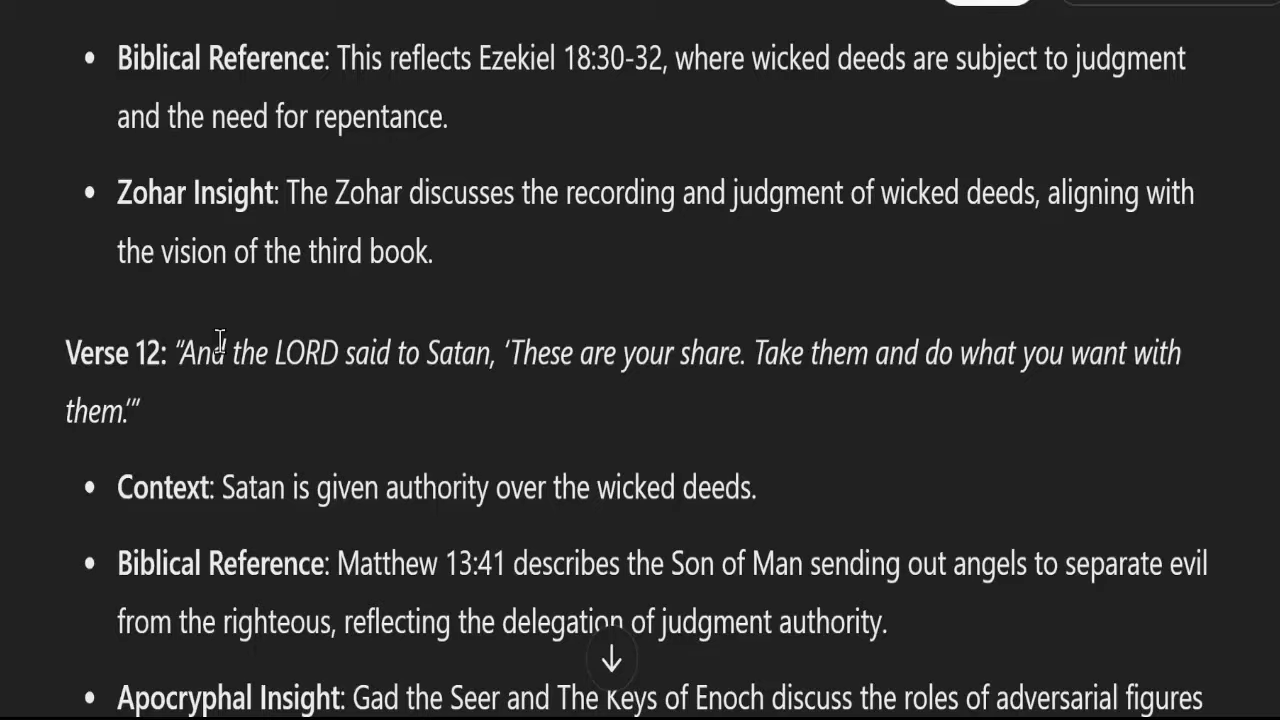 • Biblical Reference: This reflects Ezekiel 18:30-32, where wicked deeds are subject to judgment
and the need for repentance.
• Zohar Insight: The Zohar discusses the recording and judgment of wicked deeds, aligning with
the vision of the third book.
Verse 12: “And the LORD said to Satan, ‘These are your share. Take them and do what you want with
them.’”
• Context: Satan is given authority over the wicked deeds.
• Biblical Reference: Matthew 13:41 describes the Son of Man sending out angels to separate evil
from the righteous, reflecting the delegation of judgment authority.
• Apocryphal Insight: Gad the Seer and The Keys of Enoch discuss the roles of adversarial figures